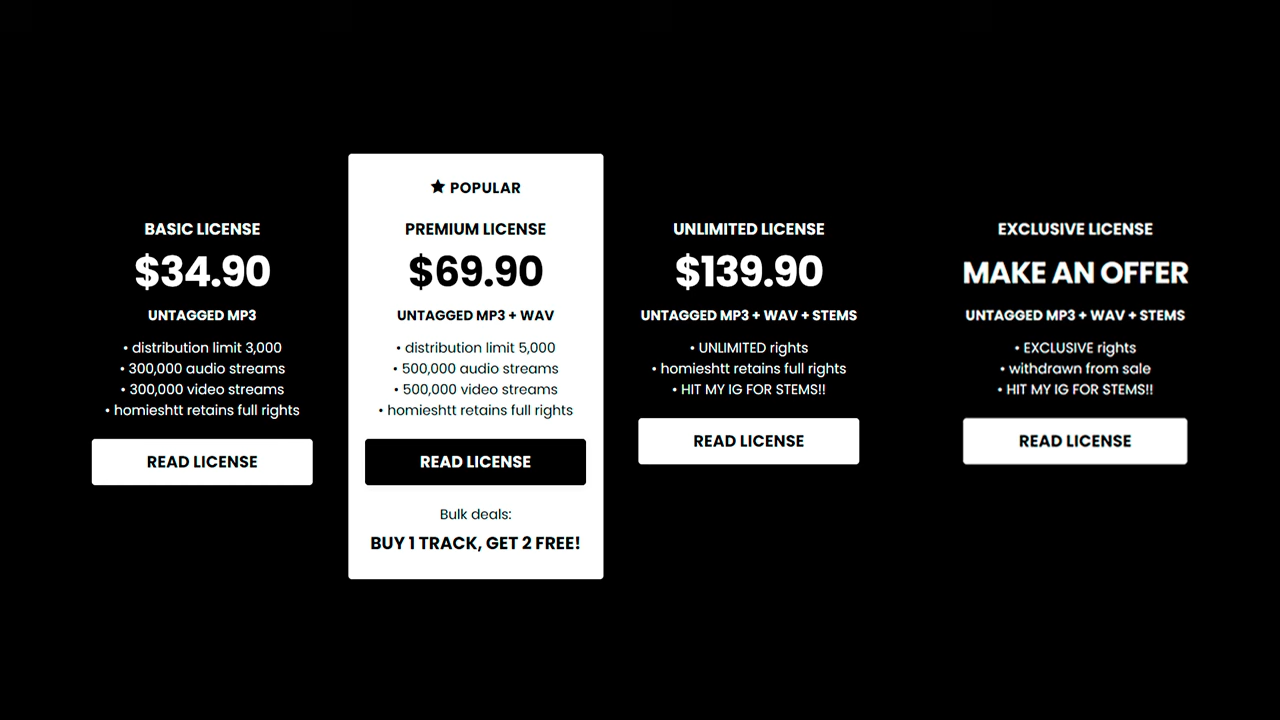 BASIC LICENSE
$34.90
UNTAGGED MP3
• distribution limit 3,000
• 300,000 audio streams
• 300,000 video streams
• homieshtt retains full rights
READ LICENSE
★ POPULAR
PREMIUM LICENSE
$69.90
UNTAGGED MP3 + WAV
• distribution limit 5,000
• 500,000 audio streams
• 500,000 video streams
• homieshtt retains full rights
READ LICENSE
Bulk deals:
BUY 1 TRACK, GET 2 FREE!
UNLIMITED LICENSE
$139.90
UNTAGGED MP3 + WAV + STEMS
• UNLIMITED rights
• homieshtt retains full rights
• HIT MY IG FOR STEMS!!
READ LICENSE
EXCLUSIVE LICENSE
MAKE AN OFFER
UNTAGGED MP3 + WAV + STEMS
• EXCLUSIVE rights
• withdrawn from sale
• HIT MY IG FOR STEMS!!
READ LICENSE